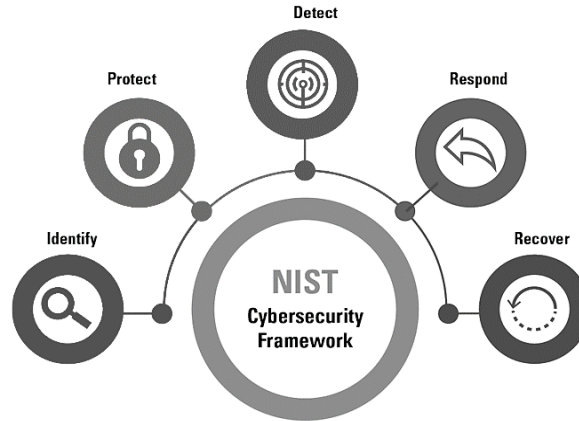 Detect
Protect
Respond
Identify
Recover
NIST
Cybersecurity
Framework